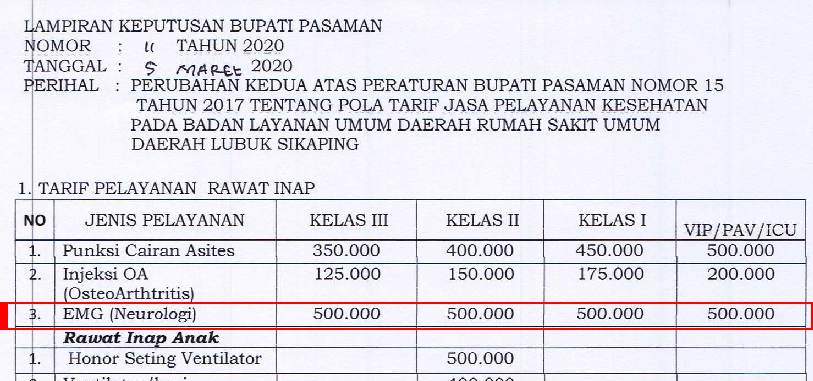 LAMPIRAN KEPUTUSAN BUPATI PASAMAN
NOMOR : 11 TAHUN 2020
TANGGAL : 5 MARET 2020
PERIHAL : PERUBAHAN KEDUA ATAS PERATURAN BUPATI PASAMAN NOMOR 15
TAHUN 2017 TENTANG POLA TARIF JASA PELAYANAN KESEHATAN
PADA BADAN LAYANAN UMUM DAERAH RUMAH SAKIT UMUM
DAERAH LUBUK SIKAPING
1. TARIF PELAYANAN RAWAT INAP
NO JENIS PELAYANAN KELAS III KELAS II KELAS I VIP/PAV/ICU
1. Punksi Cairan Asites 350.000 400.000 450.000 500.000
2. Injeksi OA 125.000 150.000 175.000 200.000
(OsteoArthtritis)
3. EMG (Neurologi) 500.000 500.000 500.000 500.000
Rawat Inap Anak
1. Honor Seting Ventilator 500.000